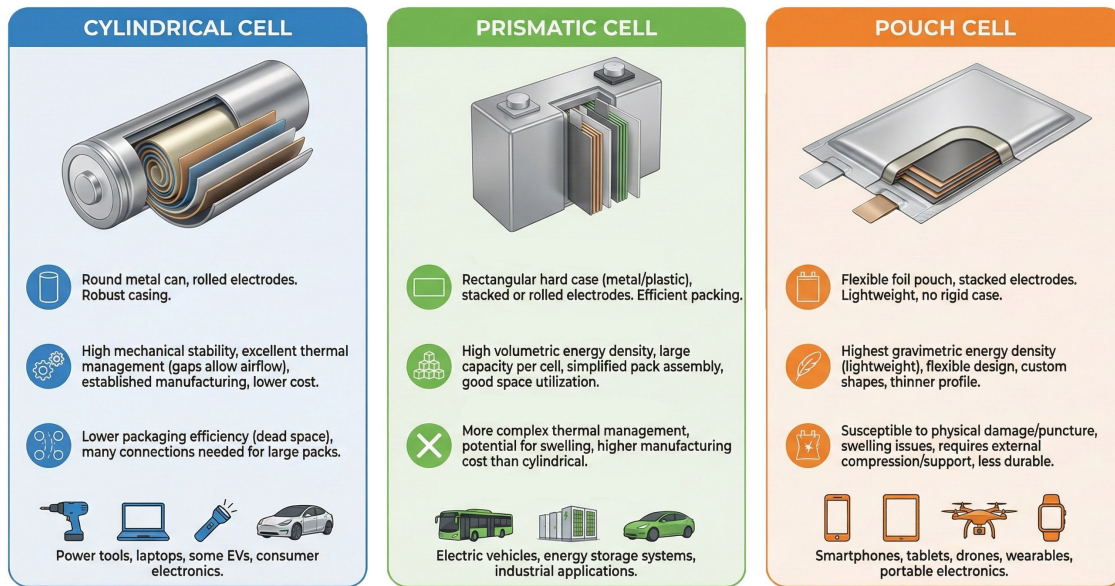 CYLINDRICAL CELL
Round metal can, rolled electrodes.
Robust casing.
High mechanical stability, excellent thermal
management (gaps allow airflow),
established manufacturing, lower cost.
Lower packaging efficiency (dead space),
many connections needed for large packs.
Power tools, laptops, some EVs, consumer
electronics.
PRISMATIC CELL
Rectangular hard case (metal/plastic),
stacked or rolled electrodes. Efficient packing.
High volumetric energy density, large
capacity per cell, simplified pack assembly,
good space utilization.
More complex thermal management,
potential for swelling, higher manufacturing
cost than cylindrical.
Electric vehicles, energy storage systems,
industrial applications.
POUCH CELL
Flexible foil pouch, stacked electrodes.
Lightweight, no rigid case.
Highest gravimetric energy density
(lightweight), flexible design, custom
shapes, thinner profile.
Susceptible to physical damage/puncture,
swelling issues, requires external
compression/support, less durable.
Smartphones, tablets, drones, wearables,
portable electronics.